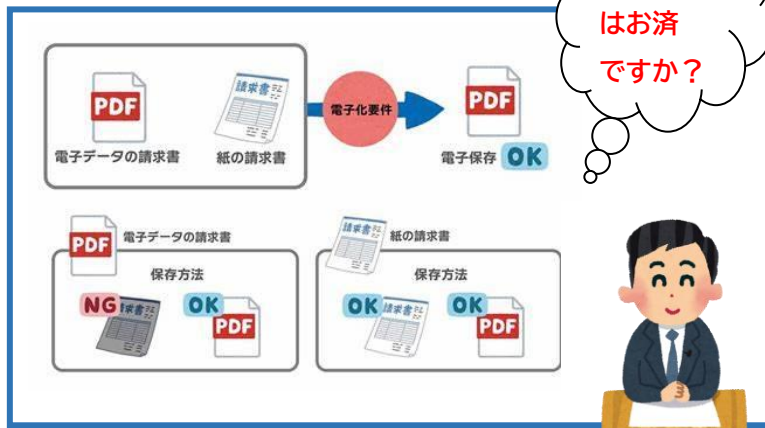 はお済
ですか？
PDF
請求書
電子化要件
PDF
電子データの請求書
紙の請求書
電子保存 OK
PDF
電子データの請求書
保存方法
NG
請求書
OK
PDF
請求書
紙の請求書
保存方法
OK
請求書
OK
PDF